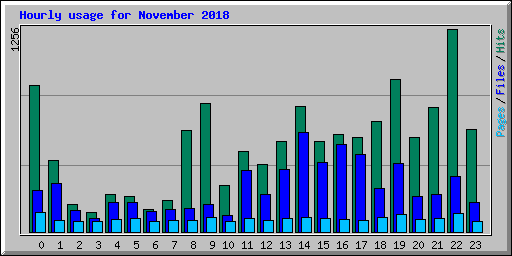 Hourly usage for November 2018
1256
Pages / Files / Hits
0 1 2 3 4 5 6 7 8 9 10 11 12 13 14 15 16 17 18 19 20 21 22 23